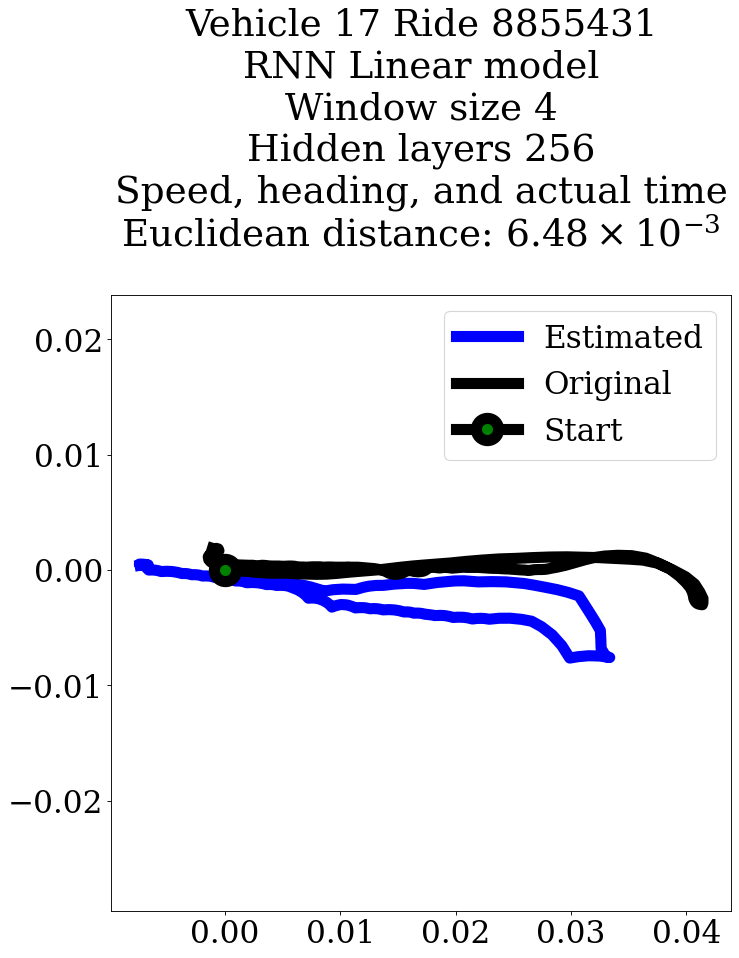 Vehicle 17 Ride 8855431
RNN Linear model
Window size 4
Hidden layers 256
Speed, heading, and actual time
Euclidean distance: 6.48 × 10⁻³
Estimated
Original
Start
0.02
0.01
0.00
−0.01
−0.02
0.00 0.01 0.02 0.03 0.04